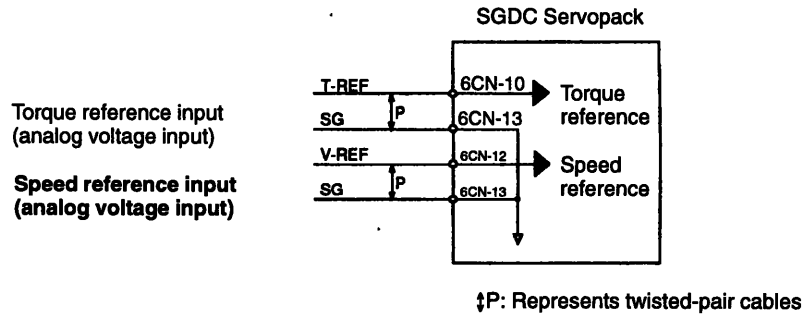 SGDC Servopack
T-REF
6CN-10
Torque reference input
(analog voltage input)
P
Torque
reference
SG
6CN-13
V-REF
6CN-12
Speed reference input
(analog voltage input)
P
Speed
reference
SG
6CN-13
P: Represents twisted-pair cables